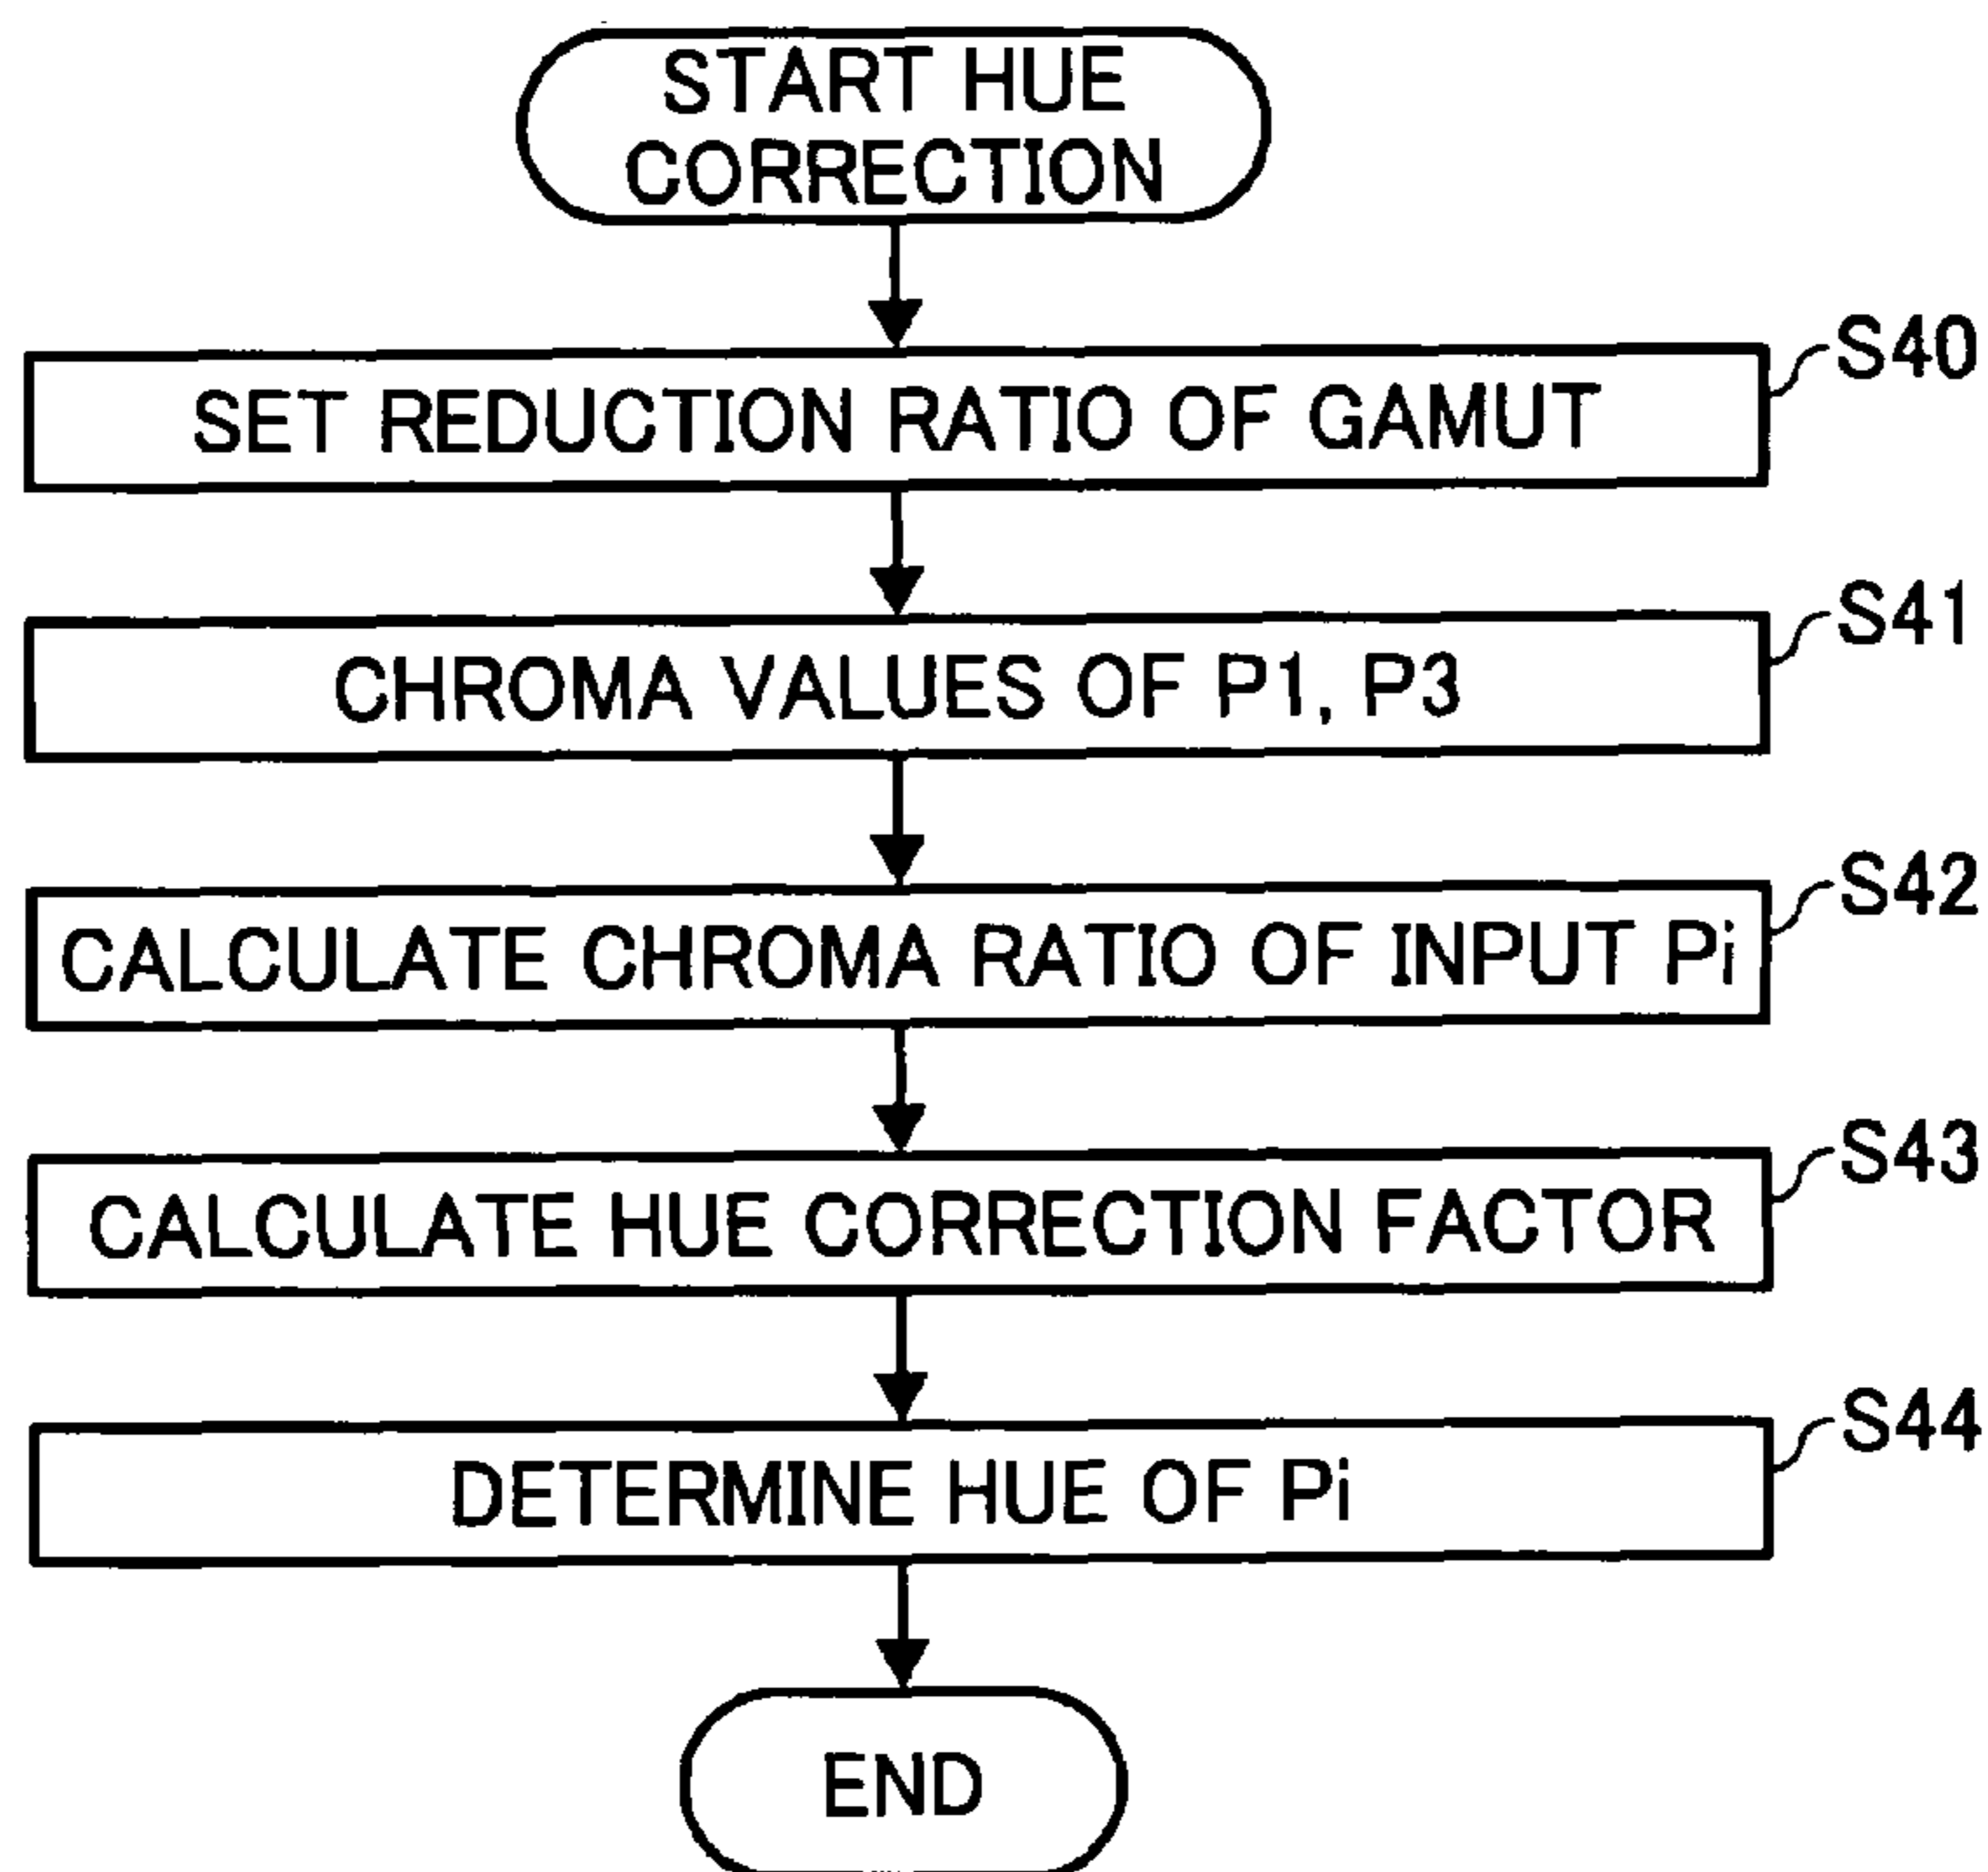 START HUE
CORRECTION
S40
SET REDUCTION RATIO OF GAMUT
S41
CHROMA VALUES OF P1, P3
S42
CALCULATE CHROMA RATIO OF INPUT Pi
S43
CALCULATE HUE CORRECTION FACTOR
S44
DETERMINE HUE OF Pi
END